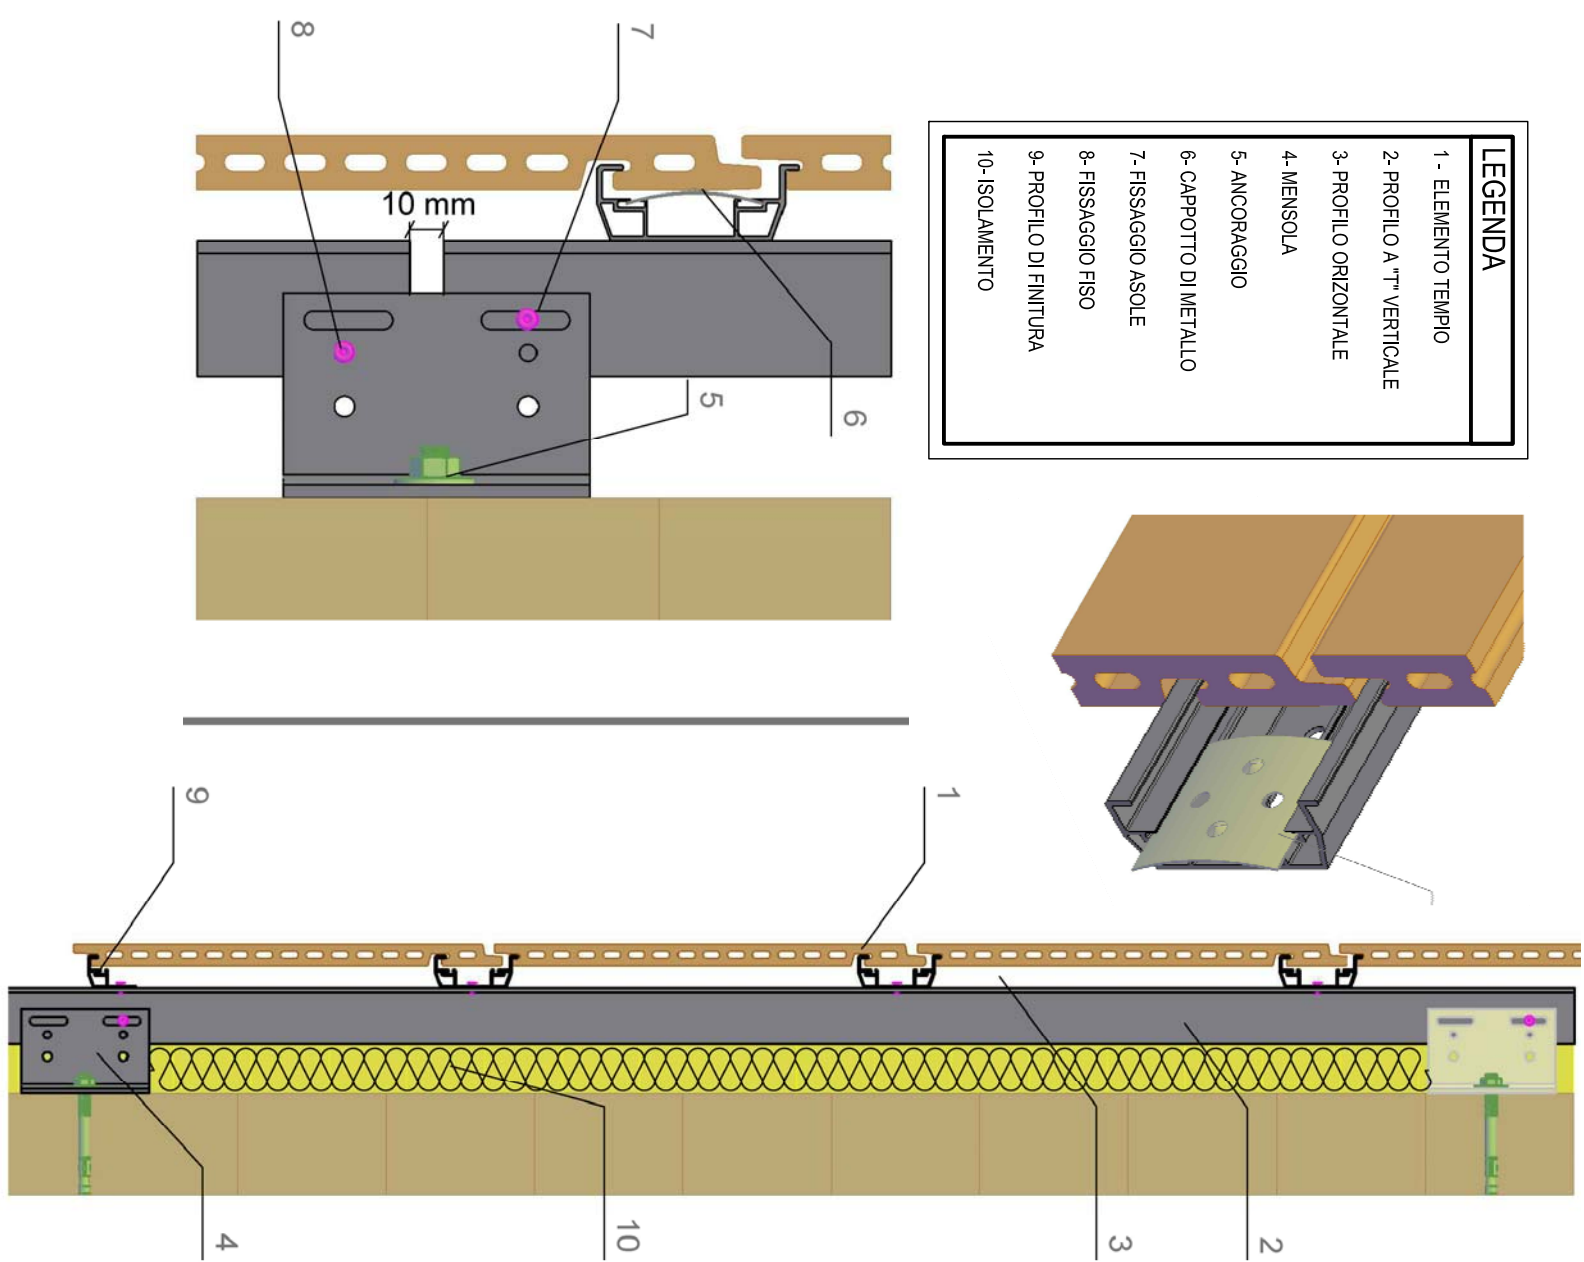 LEGENDA
1- ELEMENTO TEMPIO
2- PROFILO A "T" VERTICALE
3- PROFILO ORIZONTALE
4- MENSOLA
5- ANCORAGGIO
6- CAPPOTTO DI METALLO
7- FISSAGGIO ASOLE
8- FISSAGGIO FISO
9- PROFILO DI FINITURA
10- ISOLAMENTO
8
7
10 mm
5
6
9
1
4
10
3
2